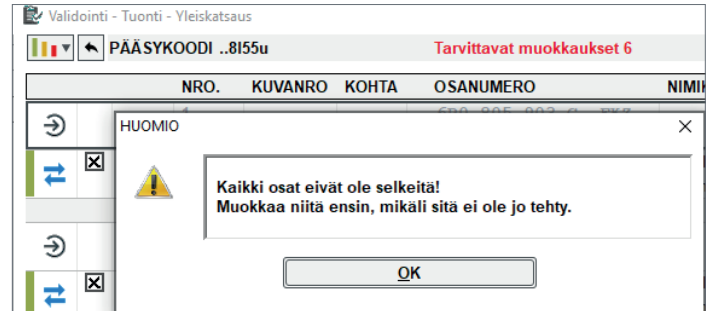 Validointi - Tuonti - Yleiskatsaus
PÄÄSYKOODI ..8l55u Tarvittavat muokkaukset 6
NRO. KUVANRO KOHTA OSANUMERO
HUOMIO
Kaikki osat eivät ole selkeitä!
Muokkaa niitä ensin, mikäli sitä ei ole jo tehty.
OK